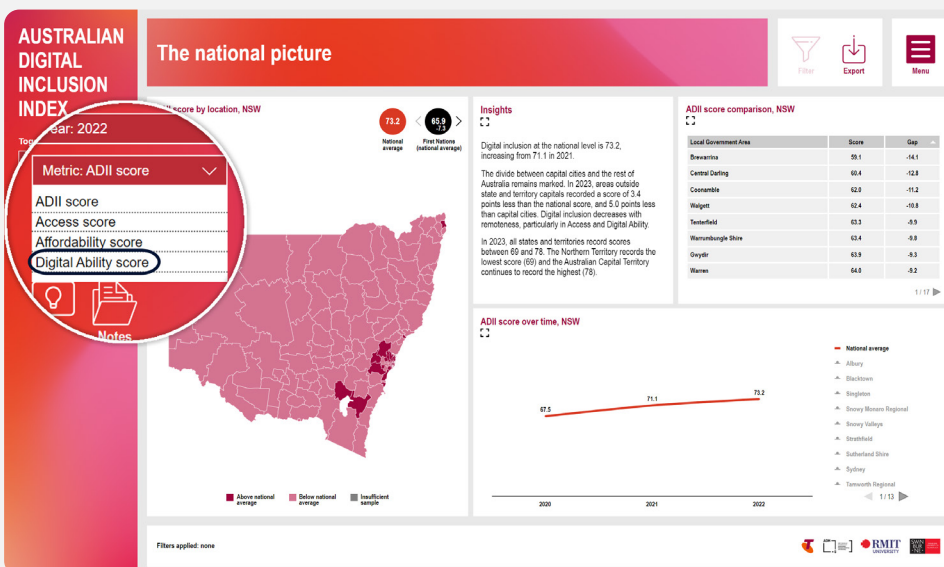 AUSTRALIAN
DIGITAL
INCLUSION
INDEX
The national picture
Filter
Export
Menu
ear: 2022
Metric: ADII score
ADII score
Access score
Affordability score
Digital Ability score
Notes
score by location, NSW
73.2
National
average
65.9
-7.3
First Nations
(national average)
Above national
average
Below national
average
Insufficient
sample
Insights
Digital inclusion at the national level is 73.2,
increasing from 71.1 in 2021.
The divide between capital cities and the rest of
Australia remains marked. In 2023, areas outside
state and territory capitals recorded a score of 3.4
points less than the national score, and 5.0 points less
than capital cities. Digital inclusion decreases with
remoteness, particularly in Access and Digital Ability.
In 2023, all states and territories record scores
between 69 and 78. The Northern Territory records the
lowest score (69) and the Australian Capital Territory
continues to record the highest (78).
ADII score comparison, NSW
Local Government Area Score Gap
Brewarrina 59.1 -14.1
Central Darling 60.4 -12.8
Coonamble 62.0 -11.2
Walgett 62.4 -10.8
Tenterfield 63.3 -9.9
Warrumbungle Shire 63.4 -9.8
Gwydir 63.9 -9.3
Warren 64.0 -9.2
1 / 17
ADII score over time, NSW
67.5
71.1
73.2
2020
2021
2022
National average
Albury
Blacktown
Singleton
Snowy Monaro Regional
Snowy Valleys
Strathfield
Sutherland Shire
Sydney
Tamworth Regional
1 / 13
Filters applied: none
RMIT
UNIVERSITY
SWIN
BUR
NE